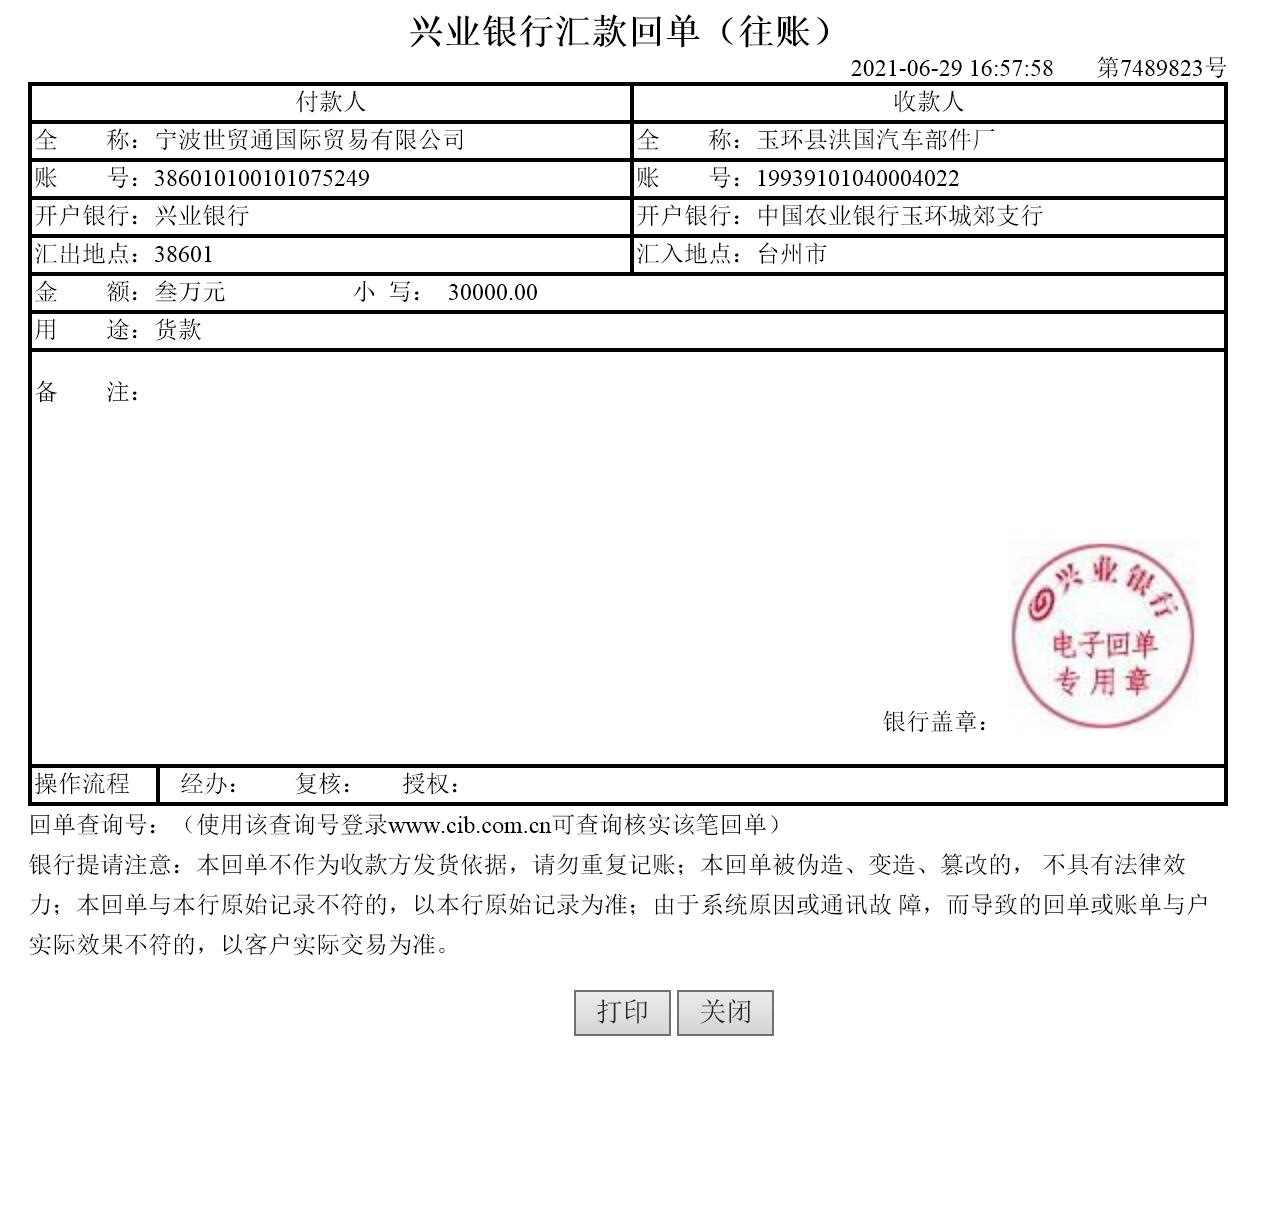 兴业银行汇款回单（往账）
2021-06-29 16:57:58 第7489823号
付款人 收款人
全 称：宁波世贸通国际贸易有限公司 全 称：玉环县洪国汽车部件厂
账 号：386010100101075249 账 号：19939101040004022
开户银行：兴业银行 开户银行：中国农业银行玉环城郊支行
汇出地点：38601 汇入地点：台州市
金 额：叁万元 小 写： 30000.00
用 途：货款
备 注：
兴业银行
电子回单
专用章
银行盖章：
操作流程 经办： 复核： 授权：
回单查询号：（使用该查询号登录www.cib.com.cn可查询核实该笔回单）
银行提请注意：本回单不作为收款方发货依据，请勿重复记账；本回单被伪造、变造、篡改的， 不具有法律效
力；本回单与本行原始记录不符的，以本行原始记录为准；由于系统原因或通讯故 障，而导致的回单或账单与户
实际效果不符的，以客户实际交易为准。
打印 关闭